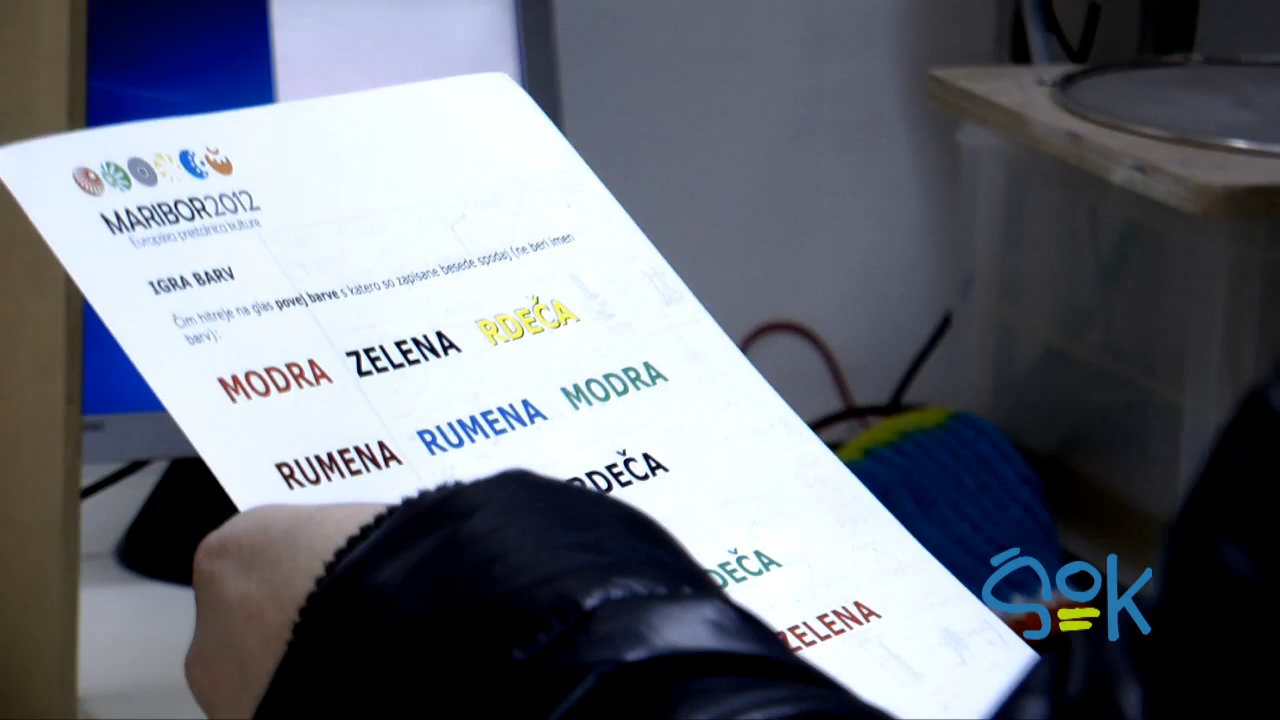 MARIBOR2012
Evropska prestolnica kulture
IGRA BARV
Čim hitreje na glas povej barve s katero so zapisane besede spodaj (ne beri imen
barv):
MODRA ZELENA RDEČA
RUMENA RUMENA MODRA
RDEČA
DEČA
ZELENA
ŠOK